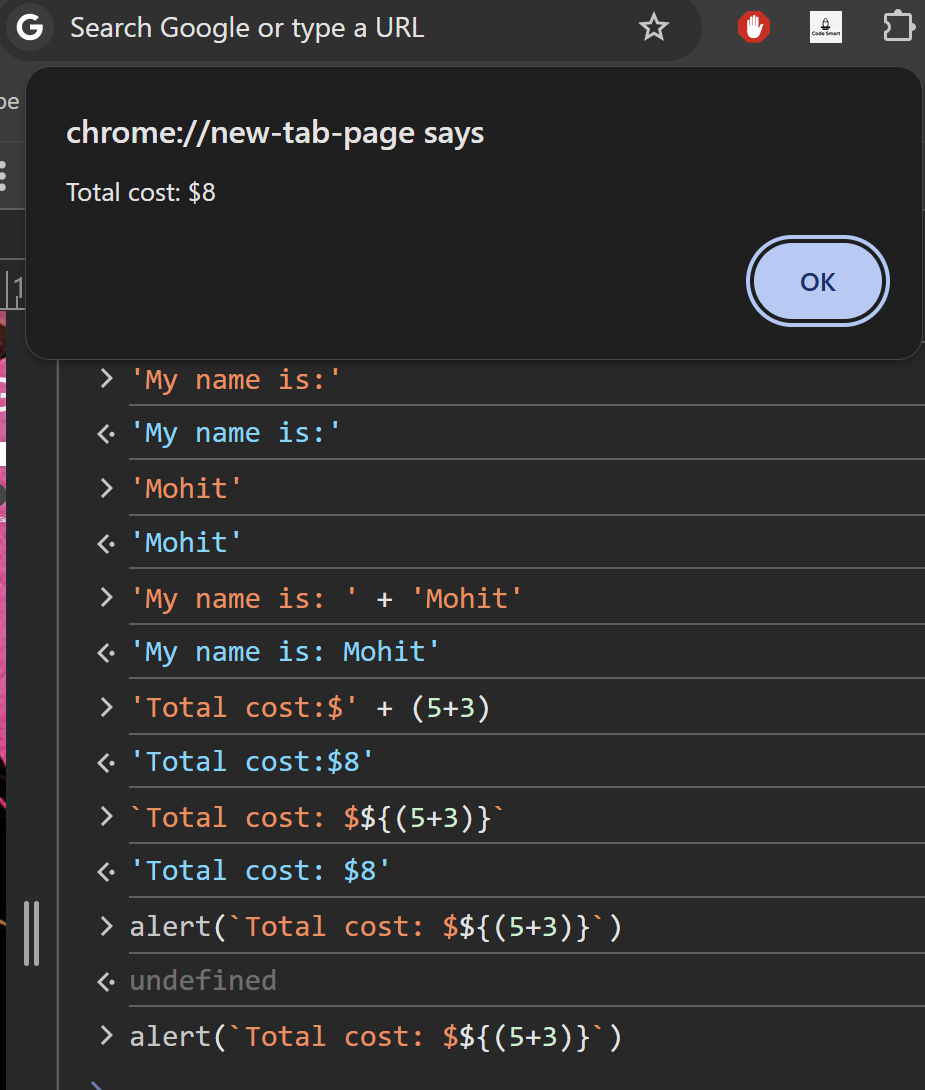 Search Google or type a URL
Code Smart
be
chrome://new-tab-page says
Total cost: $8
OK
1
> 'My name is:'
'My name is:'
> 'Mohit'
'Mohit'
> 'My name is: ' + 'Mohit'
'My name is: Mohit'
> 'Total cost:$' + (5+3)
'Total cost:$8'
> `Total cost: $${(5+3)}`
'Total cost: $8'
> alert(`Total cost: $${(5+3)}`)
undefined
> alert(`Total cost: $${(5+3)}`)